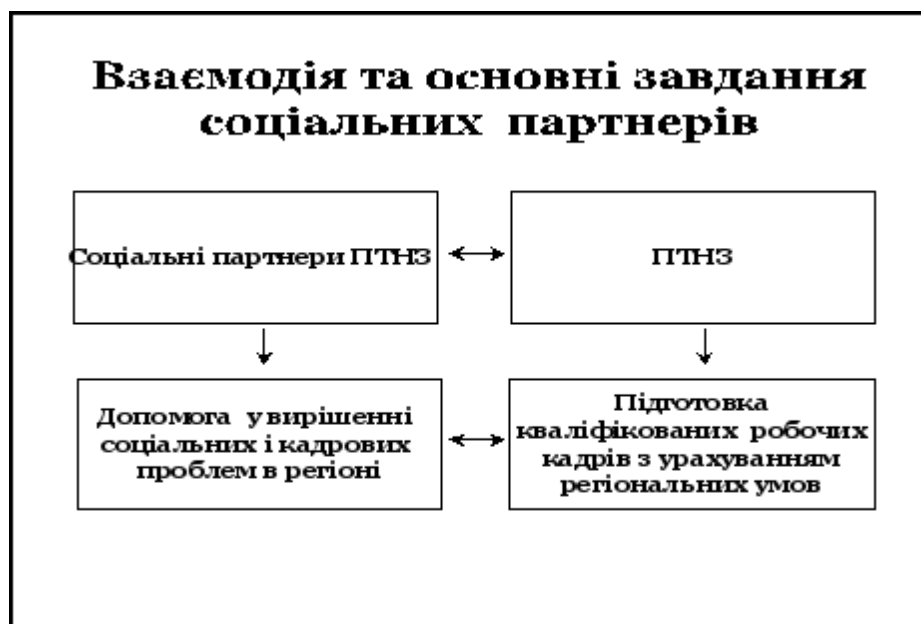 Взаємодія та основні завдання
соціальних партнерів
Соціальні партнери ПТНЗ
ПТНЗ
Допомога у вирішенні
соціальних і кадрових
проблем в регіоні
Підготовка
кваліфікованих робочих
кадрів з урахуванням
регіональних умов